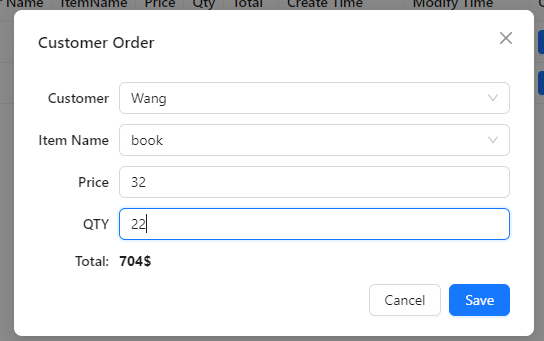 Name ItemName Price Qty Total Create Time Modify Time
Customer Order
Customer Wang
Item Name book
Price 32
QTY 22
Total: 704$
Cancel Save